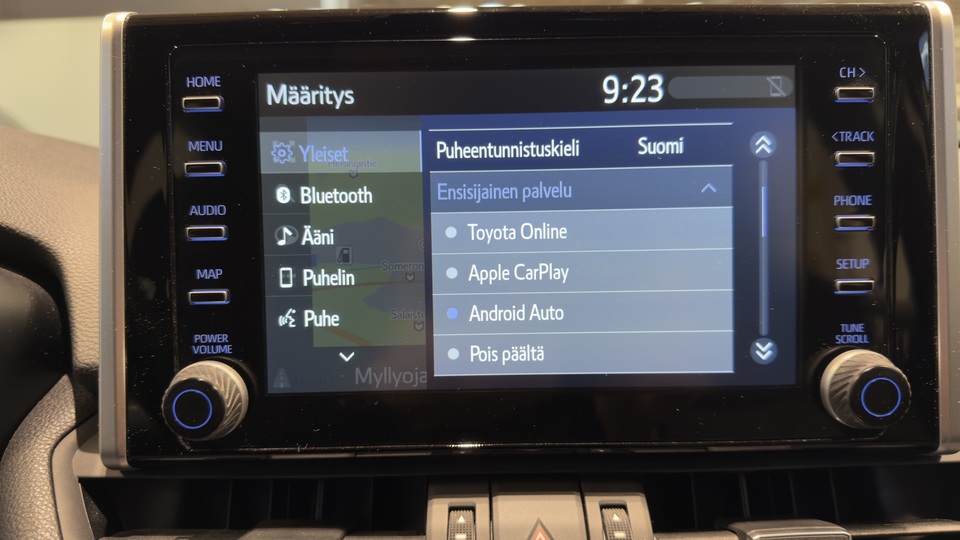 HOME
MENU
AUDIO
MAP
POWER
VOLUME
Määritys
9:23
Yleiset
Bluetooth
Ääni
Puhelin
Puhe
Myllyoja
Puheentunnistuskieli Suomi
Ensisijainen palvelu
Toyota Online
Apple CarPlay
Android Auto
Pois päältä
CH >
< TRACK
PHONE
SETUP
TUNE
SCROLL